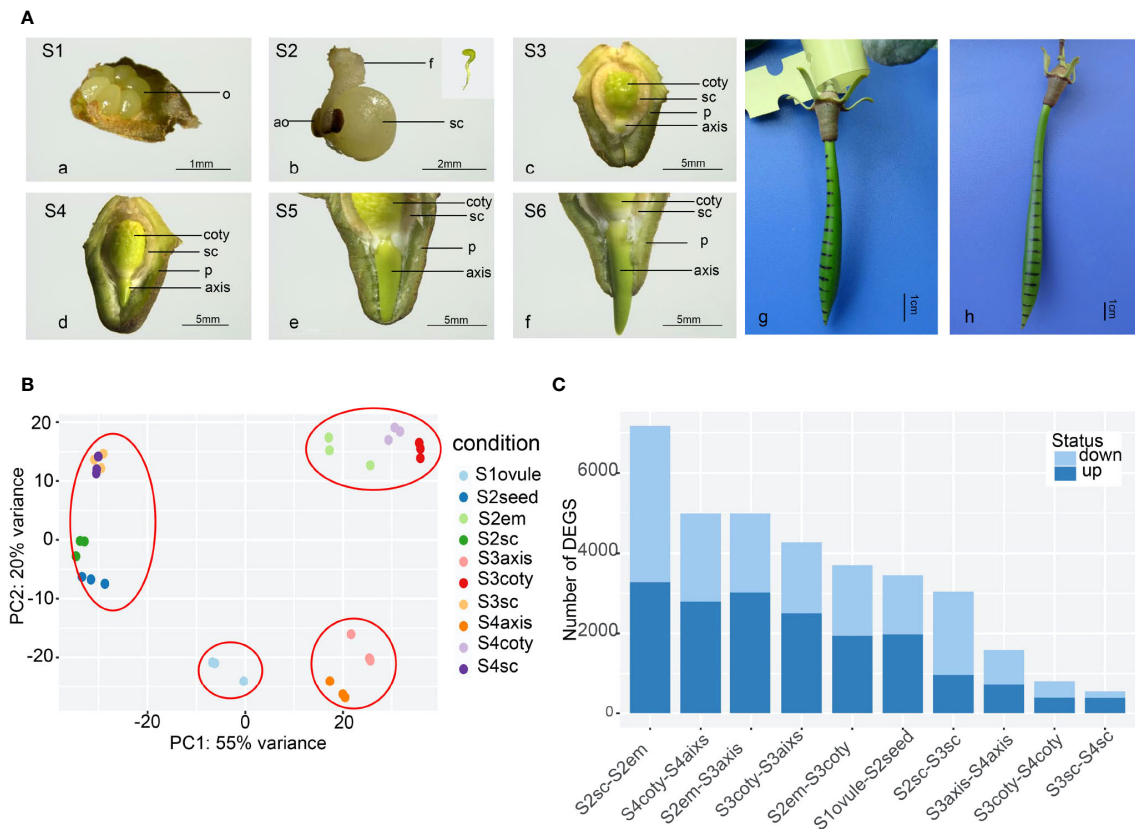 A
S1
o
1mm
a
S2
f
ao
sc
2mm
b
S3
coty
sc
p
axis
5mm
c
S4
coty
sc
p
axis
5mm
d
S5
coty
sc
p
axis
5mm
e
S6
coty
sc
p
axis
5mm
f
1cm
g
1cm
h
B
20
10
0
-10
-20
-20
0
20
PC2: 20% variance
PC1: 55% variance
condition
S1ovule
S2seed
S2em
S2sc
S3axis
S3coty
S3sc
S4axis
S4coty
S4sc
C
Number of DEGS
6000
4000
2000
0
Status
down
up
S2sc-S2em
S4coty-S4aixs
S2em-S3axis
S3coty-S3aixs
S2em-S3coty
S1ovule-S2seed
S2sc-S3sc
S3axis-S4axis
S3coty-S4coty
S3sc-S4sc